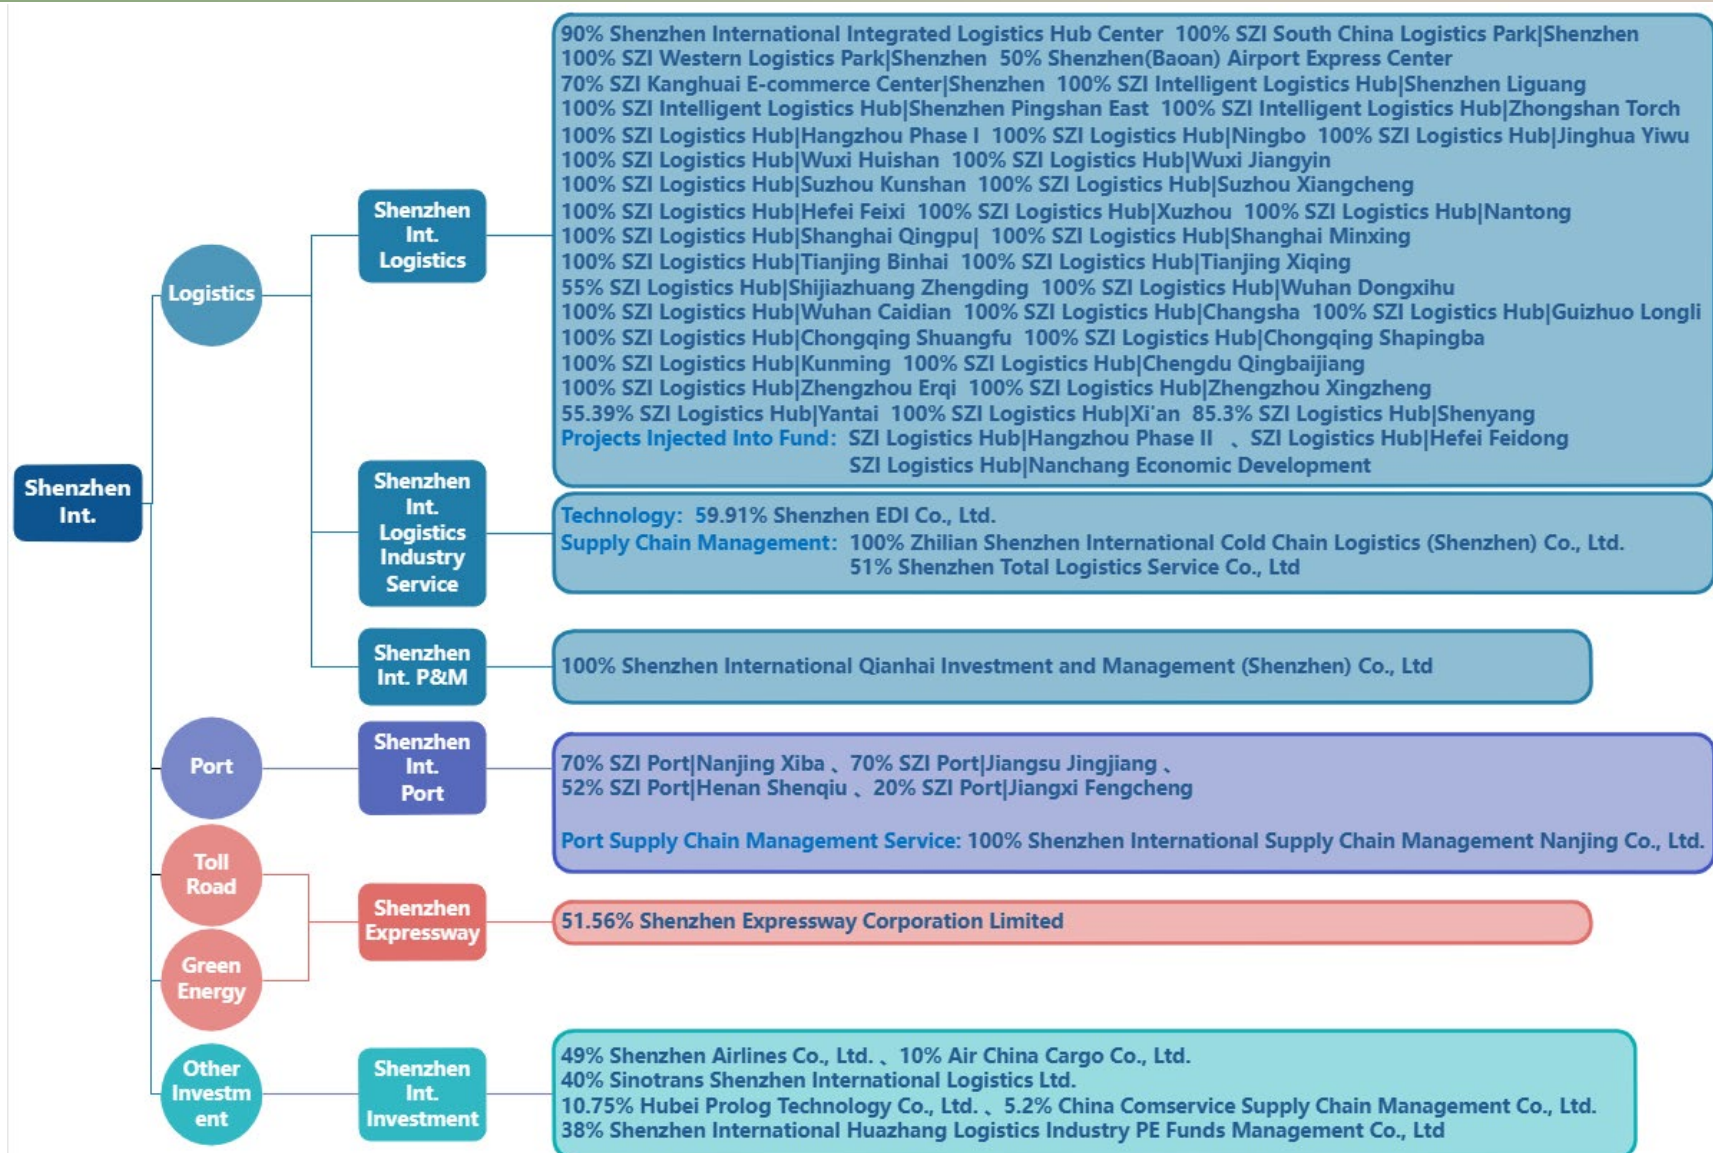 Shenzhen
Int.
Logistics
Shenzhen
Int.
Logistics
90% Shenzhen International Integrated Logistics Hub Center 100% SZI South China Logistics Park|Shenzhen
100% SZI Western Logistics Park|Shenzhen 50% Shenzhen(Baoan) Airport Express Center
70% SZI Kanghuai E-commerce Center|Shenzhen 100% SZI Intelligent Logistics Hub|Shenzhen Liguang
100% SZI Intelligent Logistics Hub|Shenzhen Pingshan East 100% SZI Intelligent Logistics Hub|Zhongshan Torch
100% SZI Logistics Hub|Hangzhou Phase I 100% SZI Logistics Hub|Ningbo 100% SZI Logistics Hub|Jinghua Yiwu
100% SZI Logistics Hub|Wuxi Huishan 100% SZI Logistics Hub|Wuxi Jiangyin
100% SZI Logistics Hub|Suzhou Kunshan 100% SZI Logistics Hub|Suzhou Xiangcheng
100% SZI Logistics Hub|Hefei Feixi 100% SZI Logistics Hub|Xuzhou 100% SZI Logistics Hub|Nantong
100% SZI Logistics Hub|Shanghai Qingpu| 100% SZI Logistics Hub|Shanghai Minxing
100% SZI Logistics Hub|Tianjing Binhai 100% SZI Logistics Hub|Tianjing Xiqing
55% SZI Logistics Hub|Shijiazhuang Zhengding 100% SZI Logistics Hub|Wuhan Dongxihu
100% SZI Logistics Hub|Wuhan Caidian 100% SZI Logistics Hub|Changsha 100% SZI Logistics Hub|Guizhuo Longli
100% SZI Logistics Hub|Chongqing Shuangfu 100% SZI Logistics Hub|Chongqing Shapingba
100% SZI Logistics Hub|Kunming 100% SZI Logistics Hub|Chengdu Qingbaijiang
100% SZI Logistics Hub|Zhengzhou Erqi 100% SZI Logistics Hub|Zhengzhou Xingzheng
55.39% SZI Logistics Hub|Yantai 100% SZI Logistics Hub|Xi'an 85.3% SZI Logistics Hub|Shenyang
Projects Injected Into Fund: SZI Logistics Hub|Hangzhou Phase II 、SZI Logistics Hub|Hefei Feidong
SZI Logistics Hub|Nanchang Economic Development
Shenzhen
Int.
Logistics
Industry
Service
Technology: 59.91% Shenzhen EDI Co., Ltd.
Supply Chain Management: 100% Zhilian Shenzhen International Cold Chain Logistics (Shenzhen) Co., Ltd.
51% Shenzhen Total Logistics Service Co., Ltd
Shenzhen
Int. P&M
100% Shenzhen International Qianhai Investment and Management (Shenzhen) Co., Ltd
Port
Shenzhen
Int.
Port
70% SZI Port|Nanjing Xiba 、70% SZI Port|Jiangsu Jingjiang 、
52% SZI Port|Henan Shenqiu 、20% SZI Port|Jiangxi Fengcheng
Port Supply Chain Management Service: 100% Shenzhen International Supply Chain Management Nanjing Co., Ltd.
Toll
Road
Green
Energy
Shenzhen
Expressway
51.56% Shenzhen Expressway Corporation Limited
Other
Investm
ent
Shenzhen
Int.
Investment
49% Shenzhen Airlines Co., Ltd. 、10% Air China Cargo Co., Ltd.
40% Sinotrans Shenzhen International Logistics Ltd.
10.75% Hubei Prolog Technology Co., Ltd. 、5.2% China Comservice Supply Chain Management Co., Ltd.
38% Shenzhen International Huazhang Logistics Industry PE Funds Management Co., Ltd